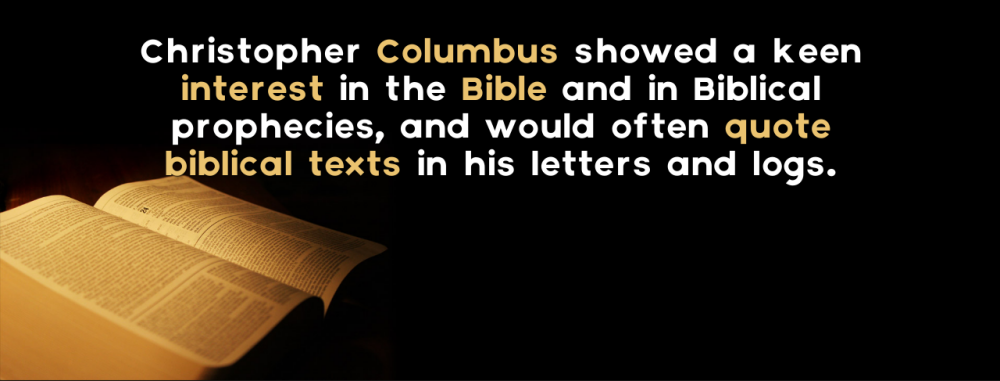 Christopher Columbus showed a keen
interest in the Bible and in Biblical
prophecies, and would often quote
biblical texts in his letters and logs.